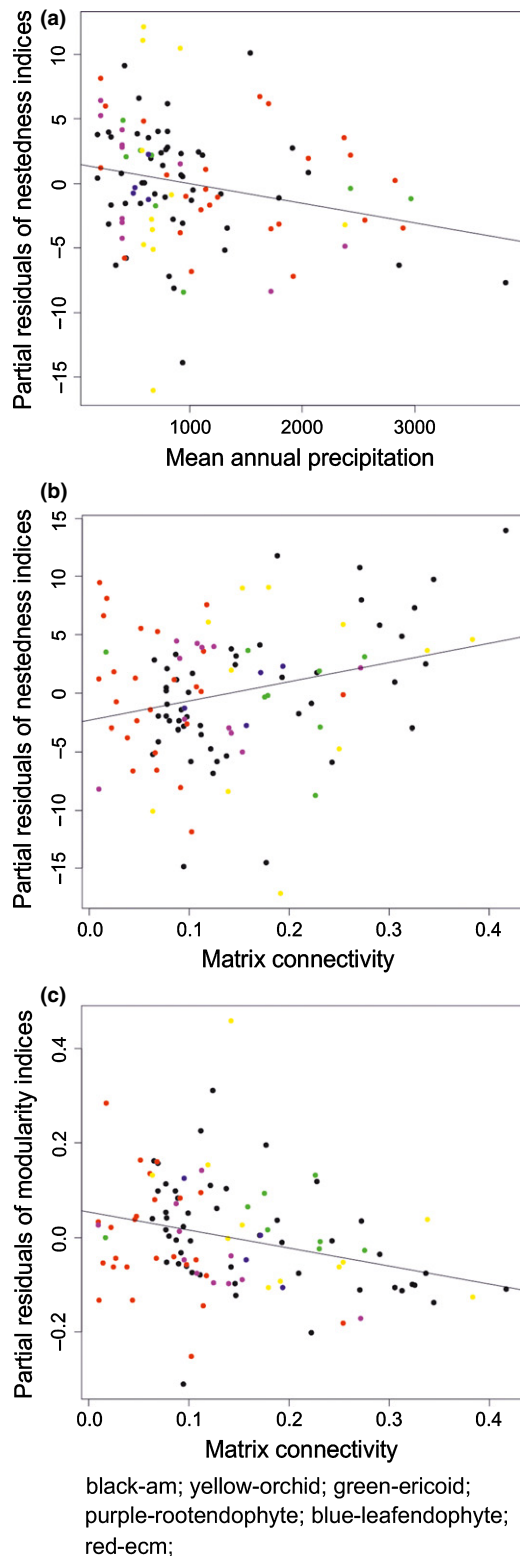 (a)
Partial residuals of nestedness indices
10
5
0
−5
−10
−15
1000 2000 3000
Mean annual precipitation
(b)
Partial residuals of nestedness indices
15
10
5
0
−5
−10
−15
0.0 0.1 0.2 0.3 0.4
Matrix connectivity
(c)
Partial residuals of modularity indices
0.4
0.2
0.0
−0.2
0.0 0.1 0.2 0.3 0.4
Matrix connectivity
black-am; yellow-orchid; green-ericoid;
purple-rootendophyte; blue-leafendophyte;
red-ecm;